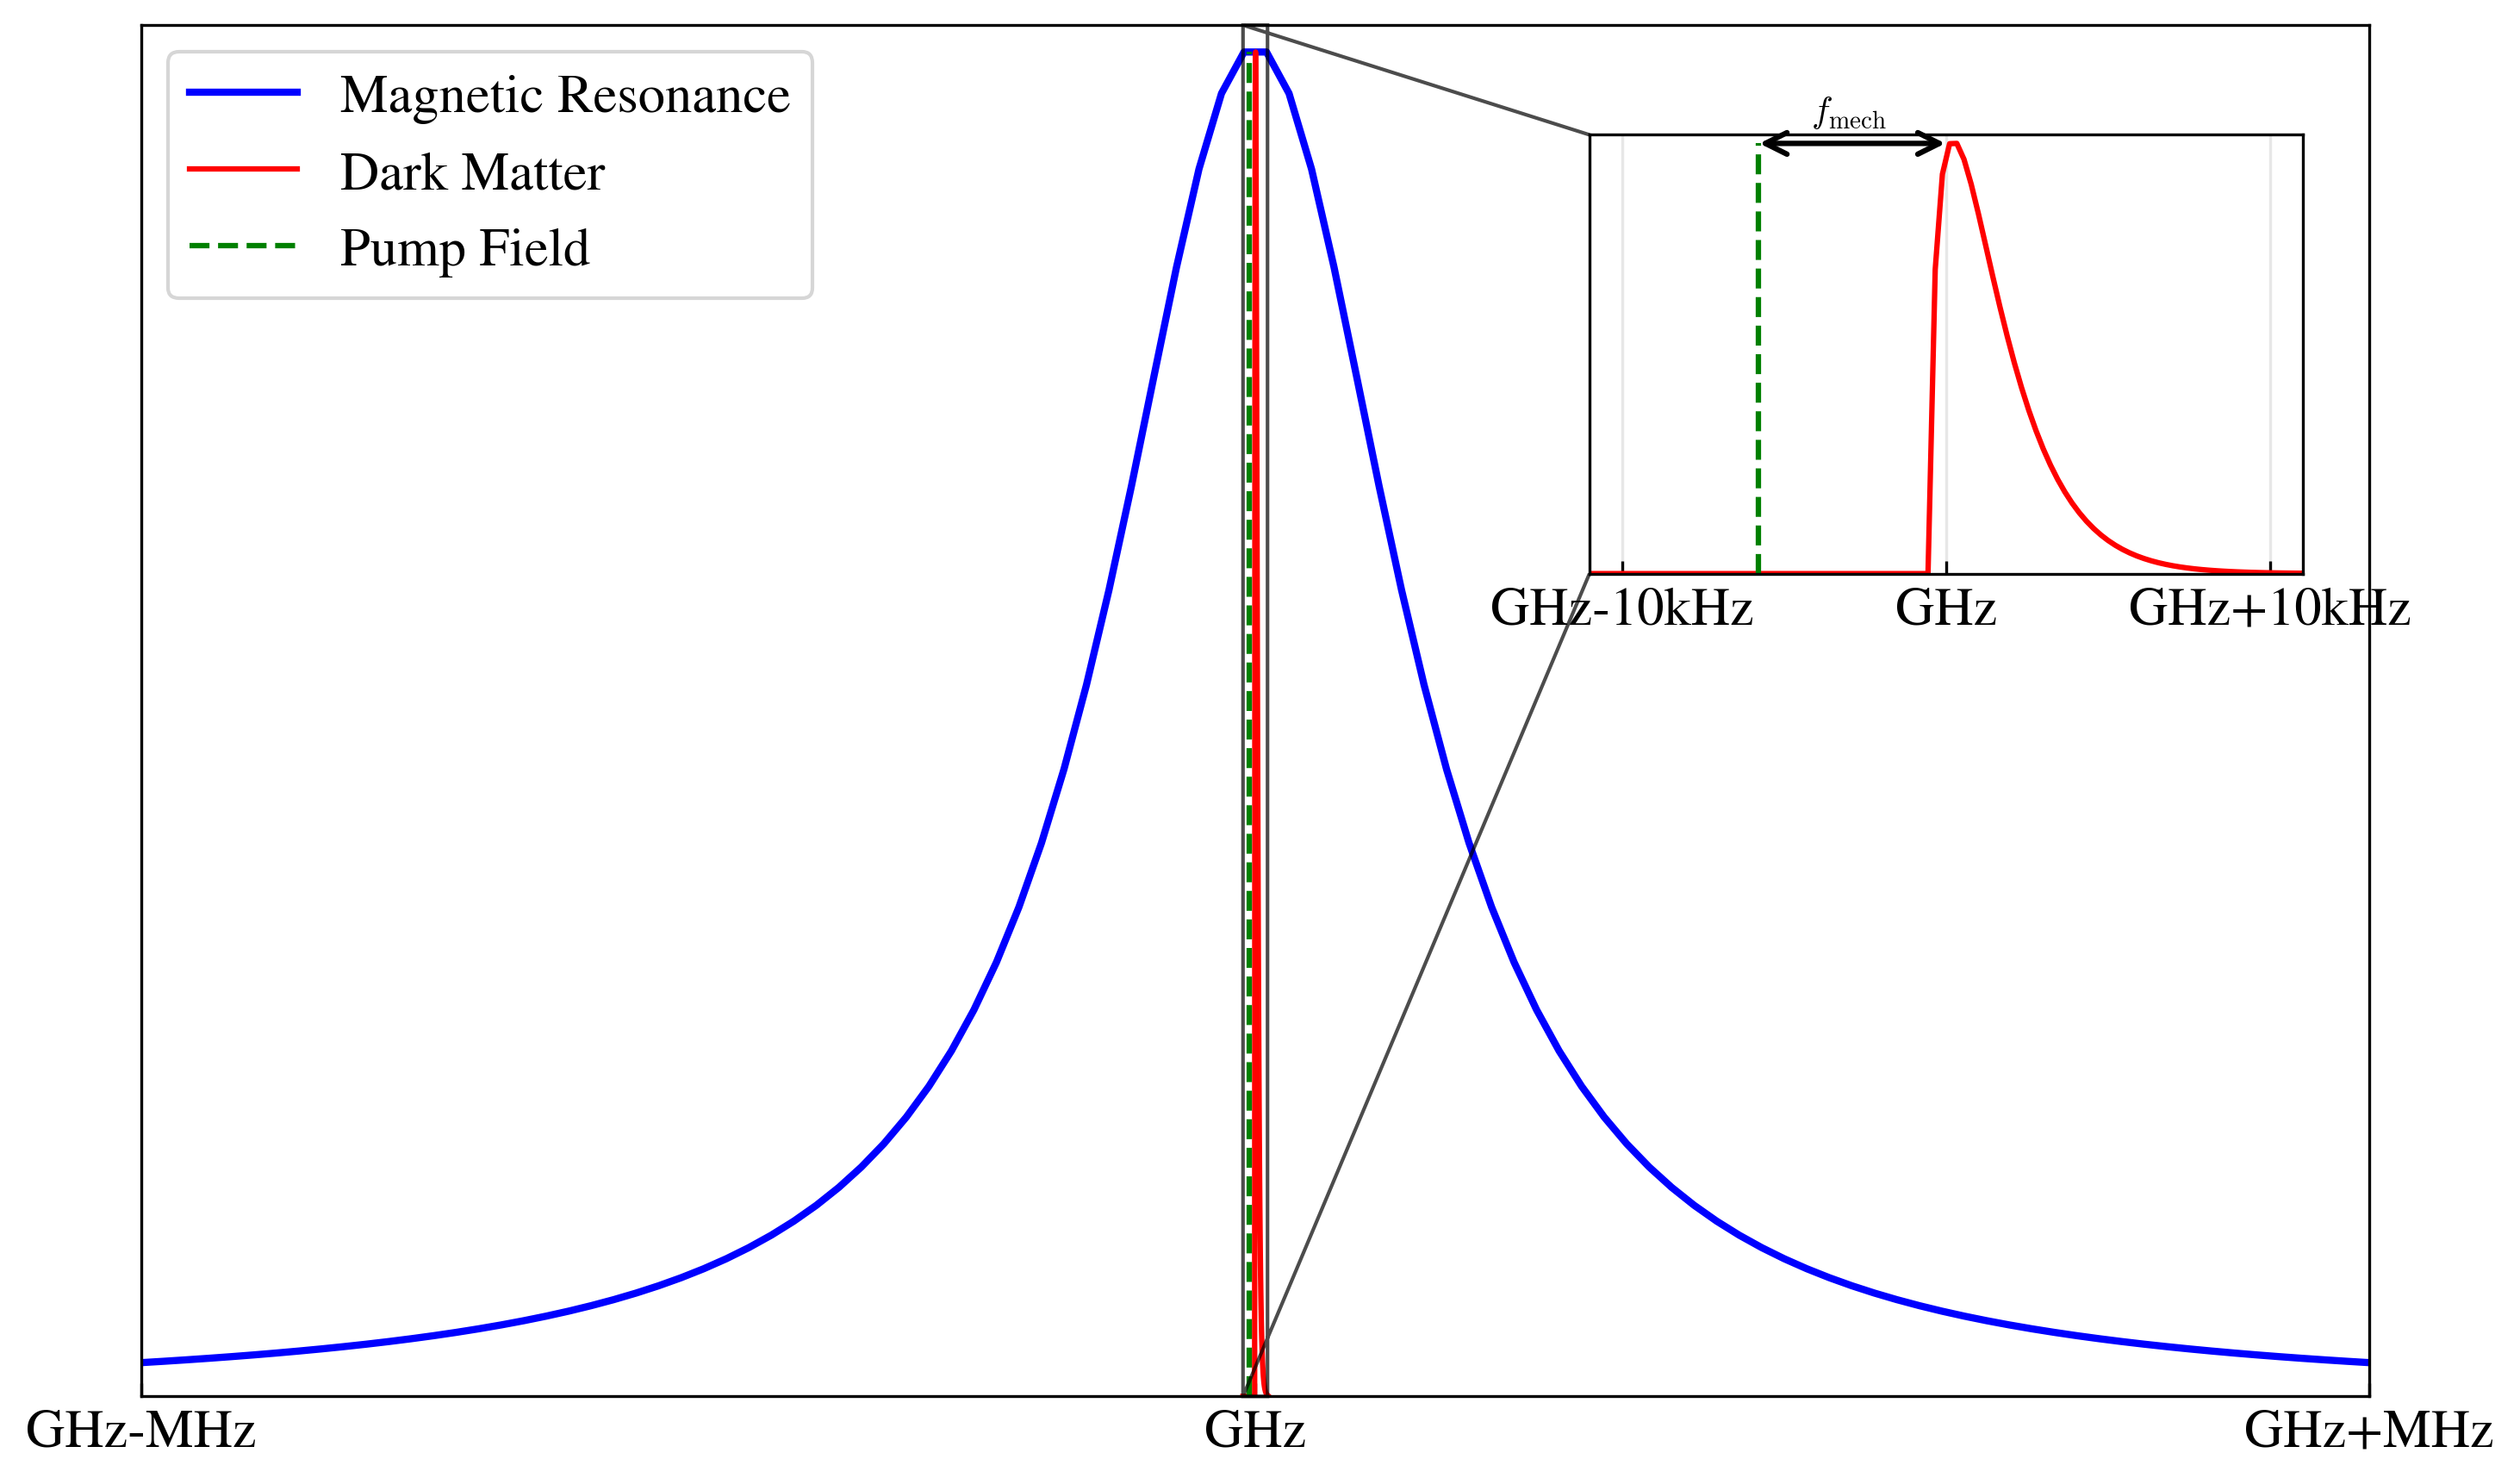 Magnetic Resonance
Dark Matter
Pump Field
f_mech
GHz-10kHz
GHz
GHz+10kHz
GHz-MHz
GHz
GHz+MHz